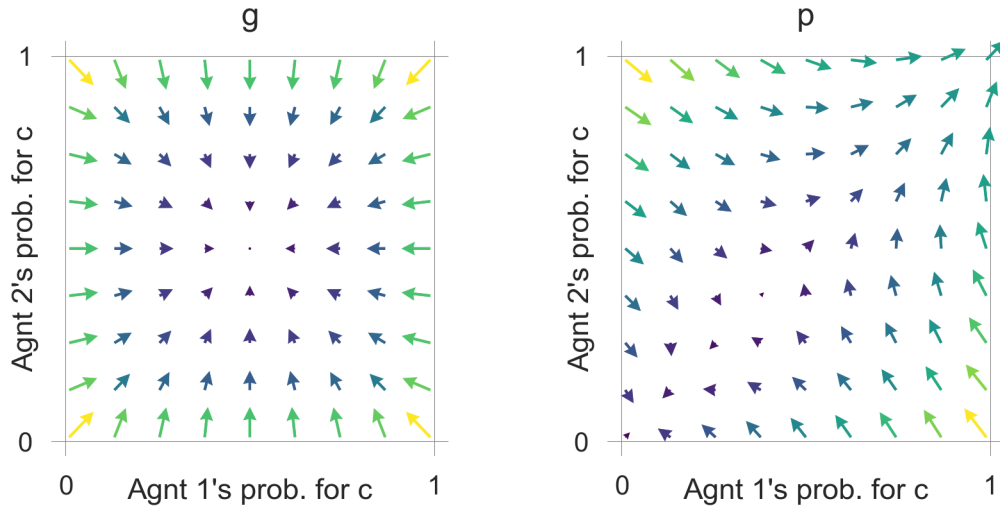 g
1
Agnt 2's prob. for c
0
0
Agnt 1's prob. for c
1
p
1
Agnt 2's prob. for c
0
0
Agnt 1's prob. for c
1